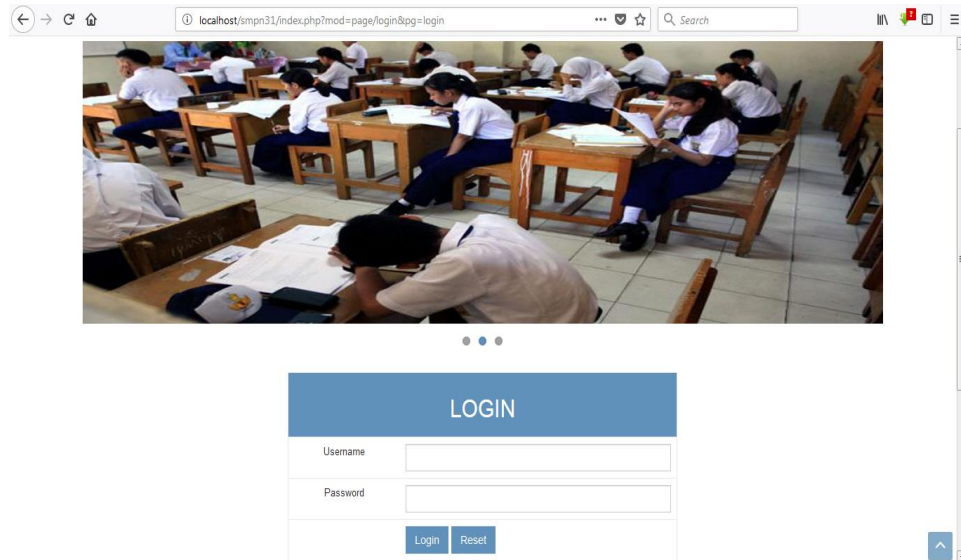 localhost/smpn31/index.php?mod=page/login&pg=login
Search
LOGIN
Username
Password
Login Reset